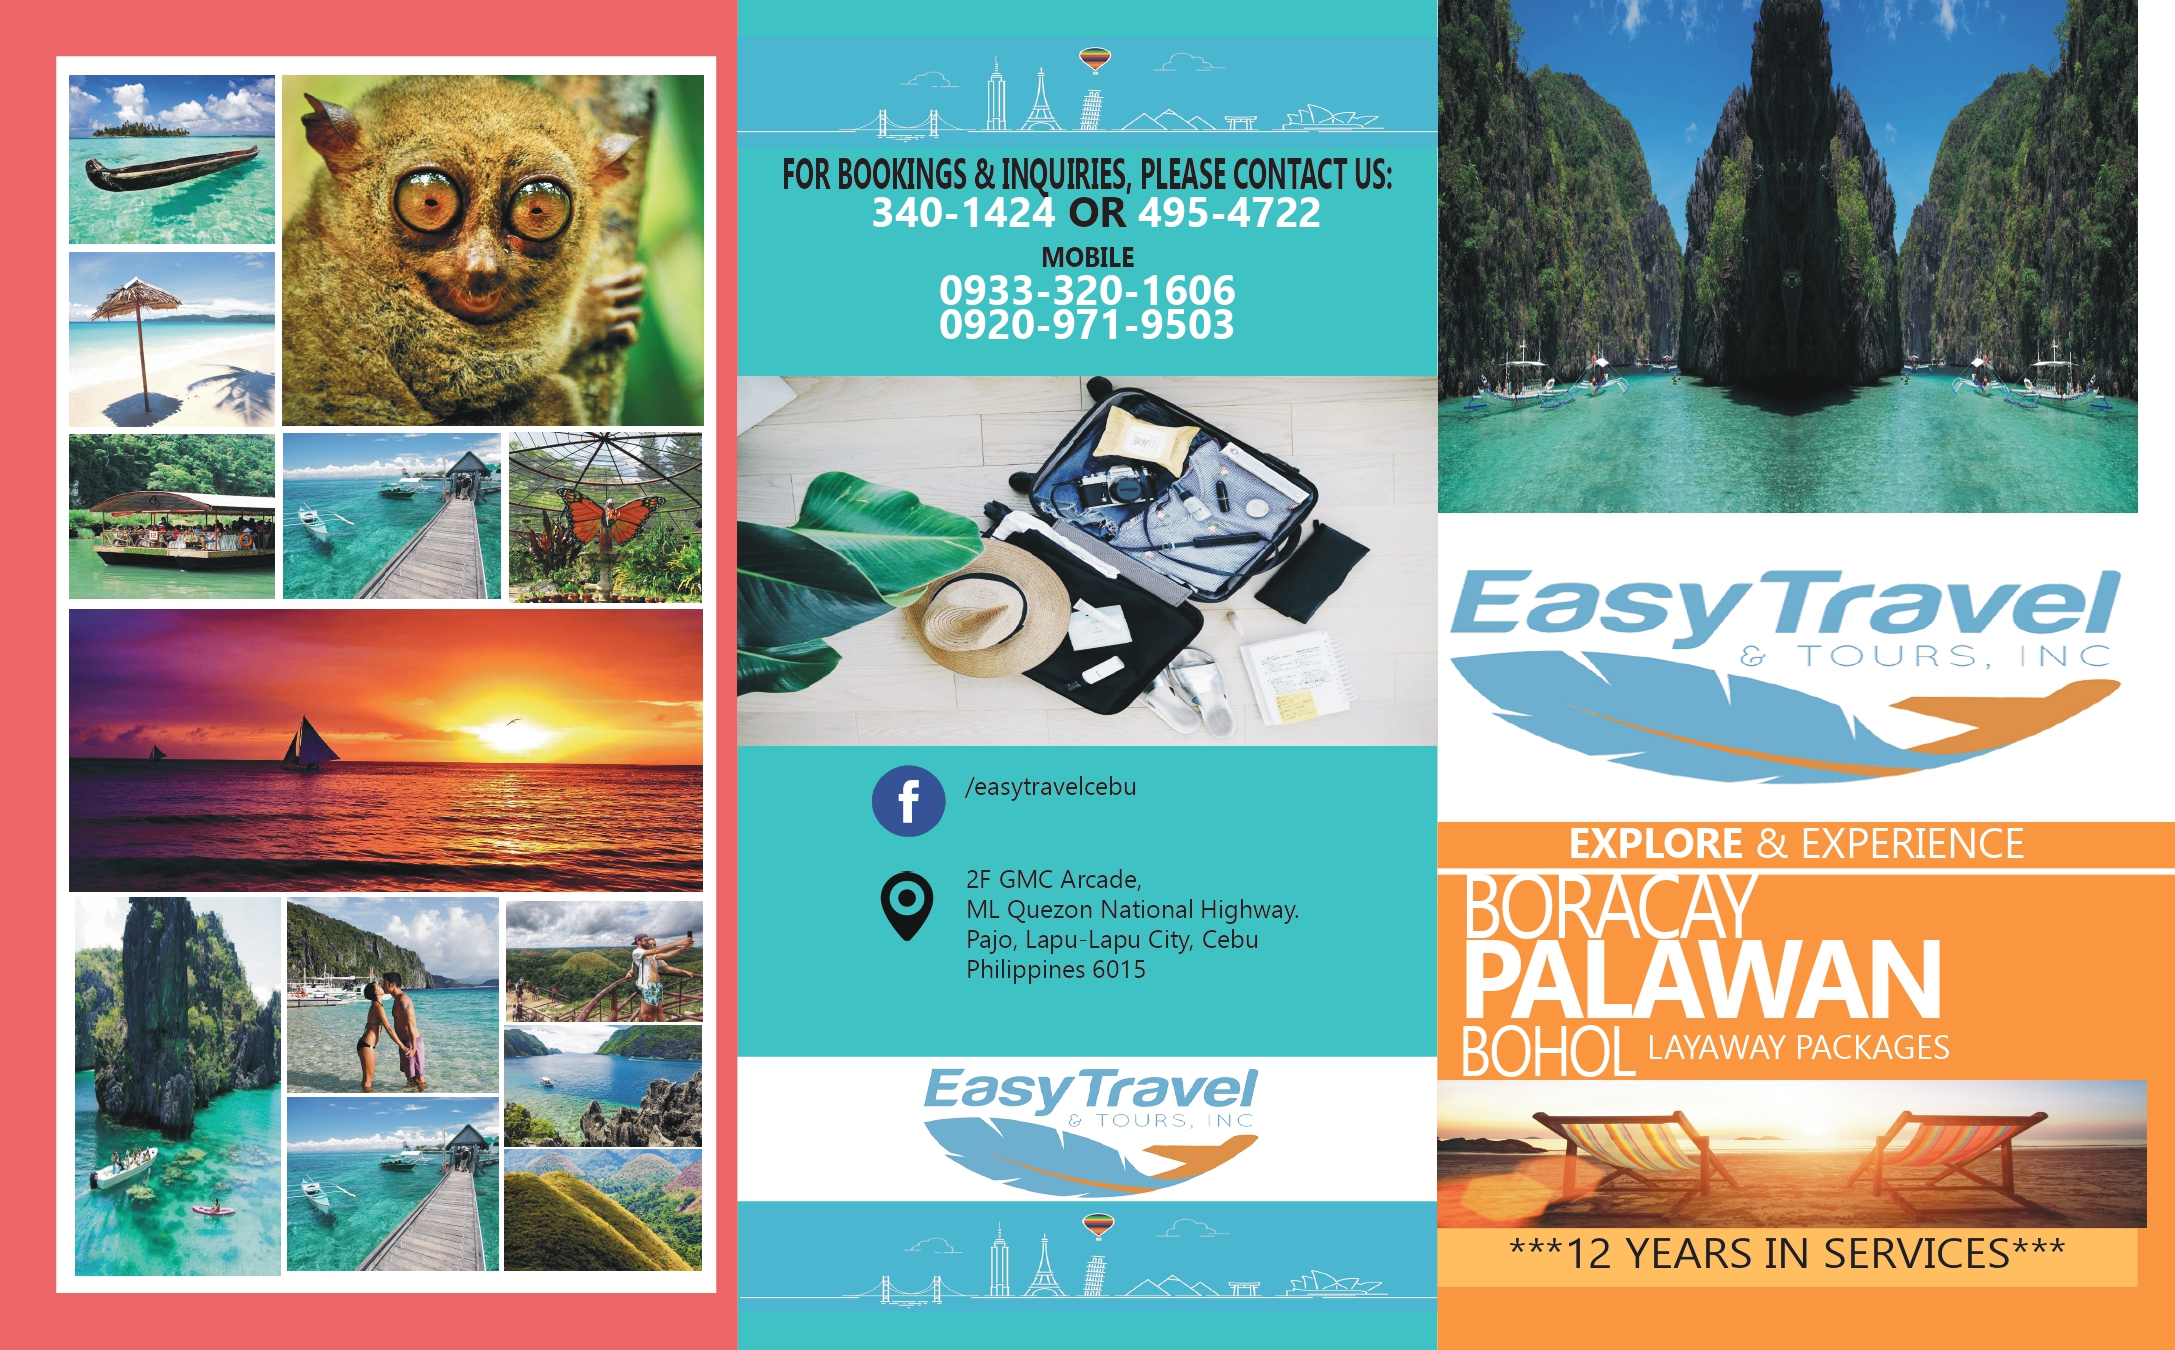 FOR BOOKINGS & INQUIRIES, PLEASE CONTACT US:
340-1424 OR 495-4722
MOBILE
0933-320-1606
0920-971-9503
f /easytravelcebu
2F GMC Arcade,
ML Quezon National Highway.
Pajo, Lapu-Lapu City, Cebu
Philippines 6015
EasyTravel
& TOURS, INC
EasyTravel
& TOURS, INC
EXPLORE & EXPERIENCE
BORACAY
PALAWAN
BOHOL LAYAWAY PACKAGES
***12 YEARS IN SERVICES***